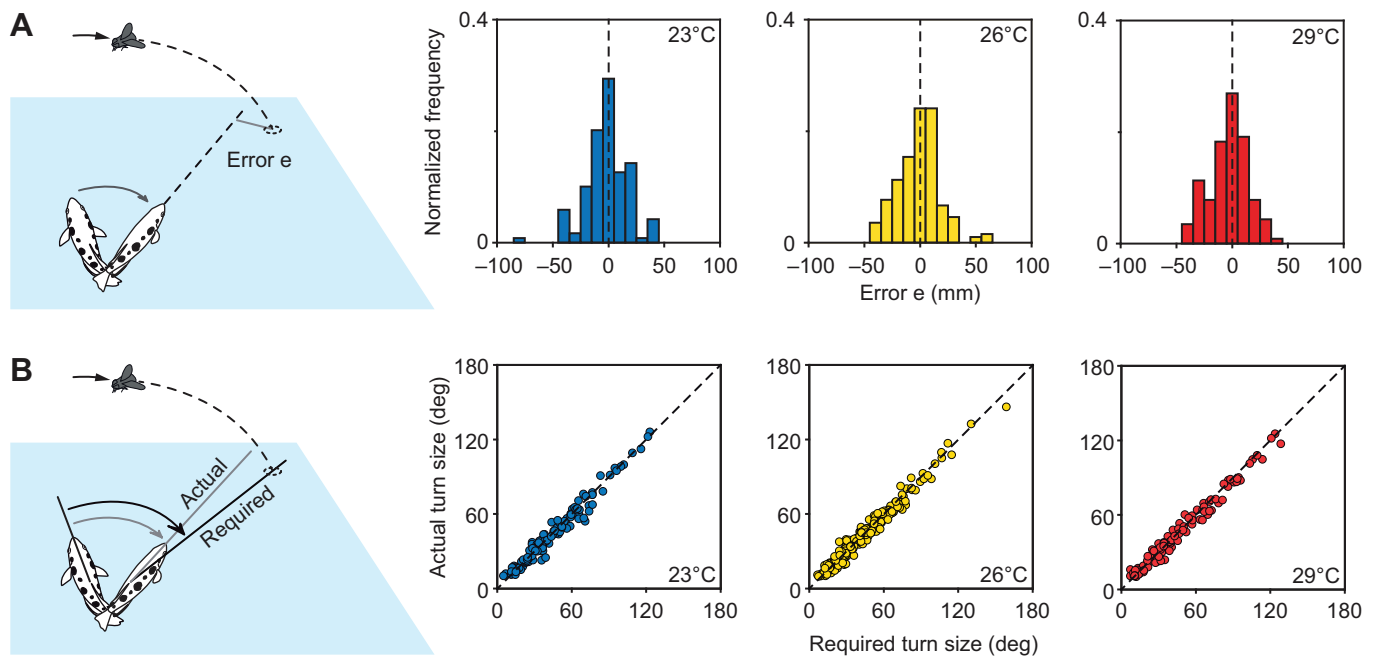 A
Error e
Normalized frequency
0.4
0
23°C
–100 –50 0 50 100
0.4
0
26°C
–100 –50 0 50 100
Error e (mm)
0.4
0
29°C
–100 –50 0 50 100
B
Actual
Required
Actual turn size (deg)
180
120
60
0
23°C
0 60 120 180
180
120
60
0
26°C
0 60 120 180
Required turn size (deg)
180
120
60
0
29°C
0 60 120 180